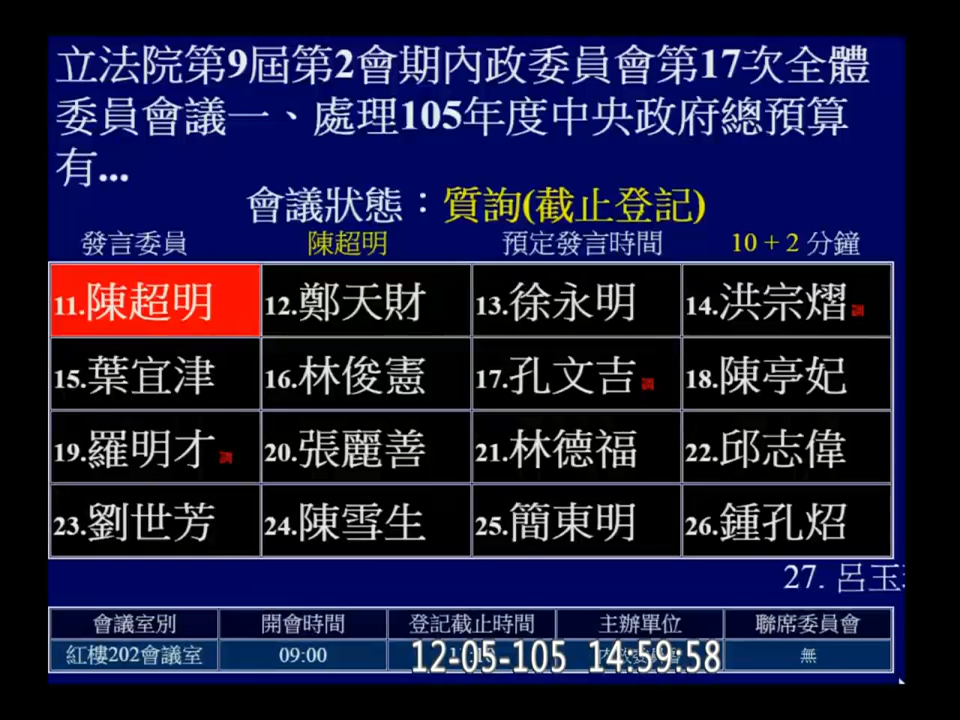 立法院第9屆第2會期內政委員會第17次全體
委員會議一、處理105年度中央政府總預算
有...
會議狀態：質詢(截止登記)
發言委員 陳超明 預定發言時間 10 + 2 分鐘
11.陳超明 12.鄭天財 13.徐永明 14.洪宗熠
15.葉宜津 16.林俊憲 17.孔文吉 18.陳亭妃
19.羅明才 20.張麗善 21.林德福 22.邱志偉
23.劉世芳 24.陳雪生 25.簡東明 26.鍾孔炤
27. 呂玉
會議室別 開會時間 登記截止時間 主辦單位 聯席委員會
紅樓202會議室 09:00 無
12-05-105 14:59:58